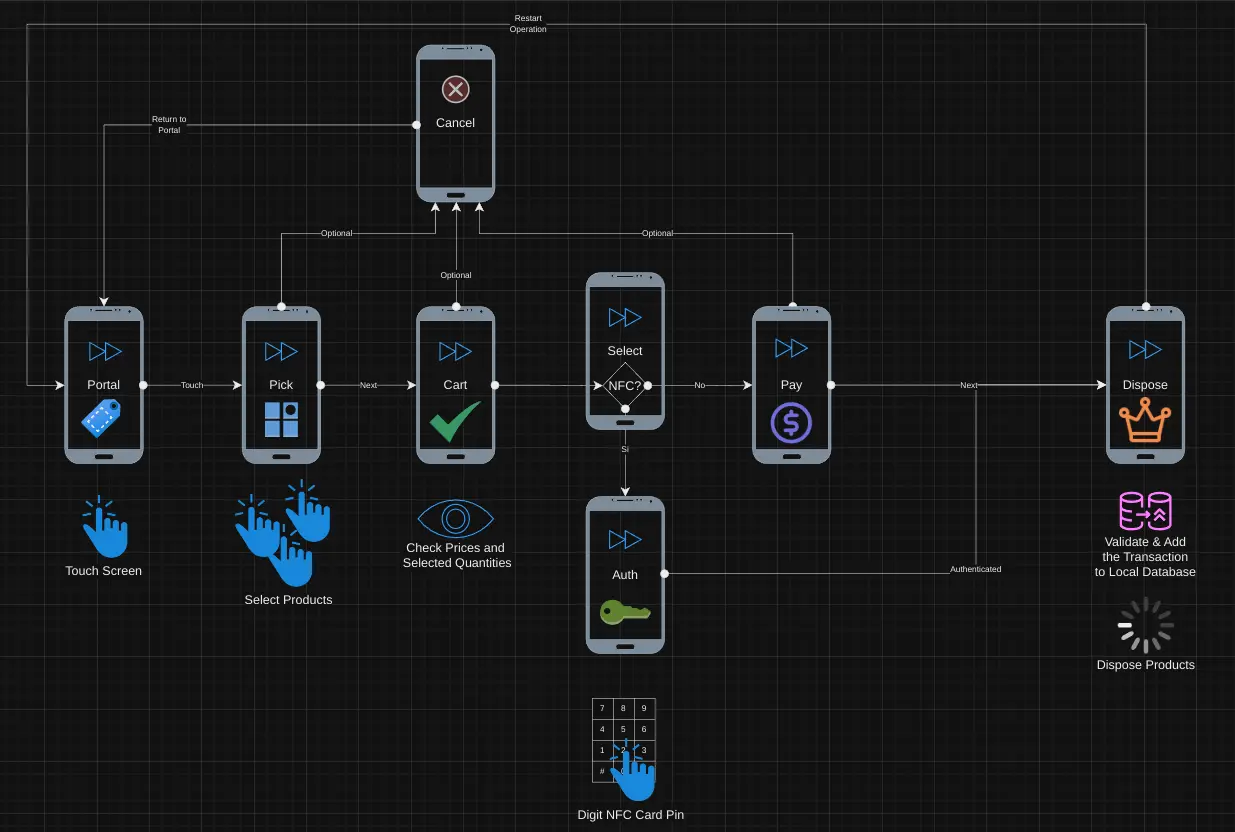 Restart
Operation
Cancel
Return to
Portal
Optional
Optional
Optional
Select
NFC?
Portal
Touch
Pick
Next
Cart
No
Pay
Next
Dispose
Si
Auth
Authenticated
Touch Screen
Select Products
Check Prices and
Selected Quantities
Validate & Add
the Transaction
to Local Database
Dispose Products
7 8 9
4 5 6
1 2 3
#
Digit NFC Card Pin